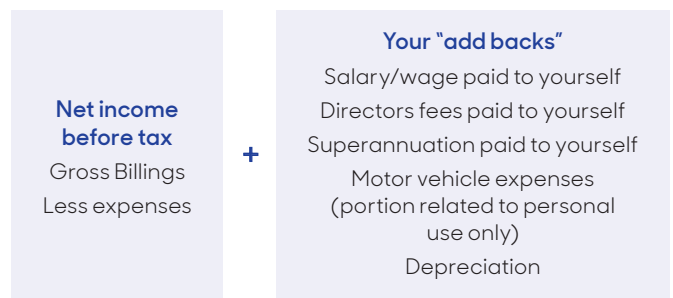 Net income
before tax
Gross Billings
Less expenses
+
Your “add backs”
Salary/wage paid to yourself
Directors fees paid to yourself
Superannuation paid to yourself
Motor vehicle expenses
(portion related to personal
use only)
Depreciation